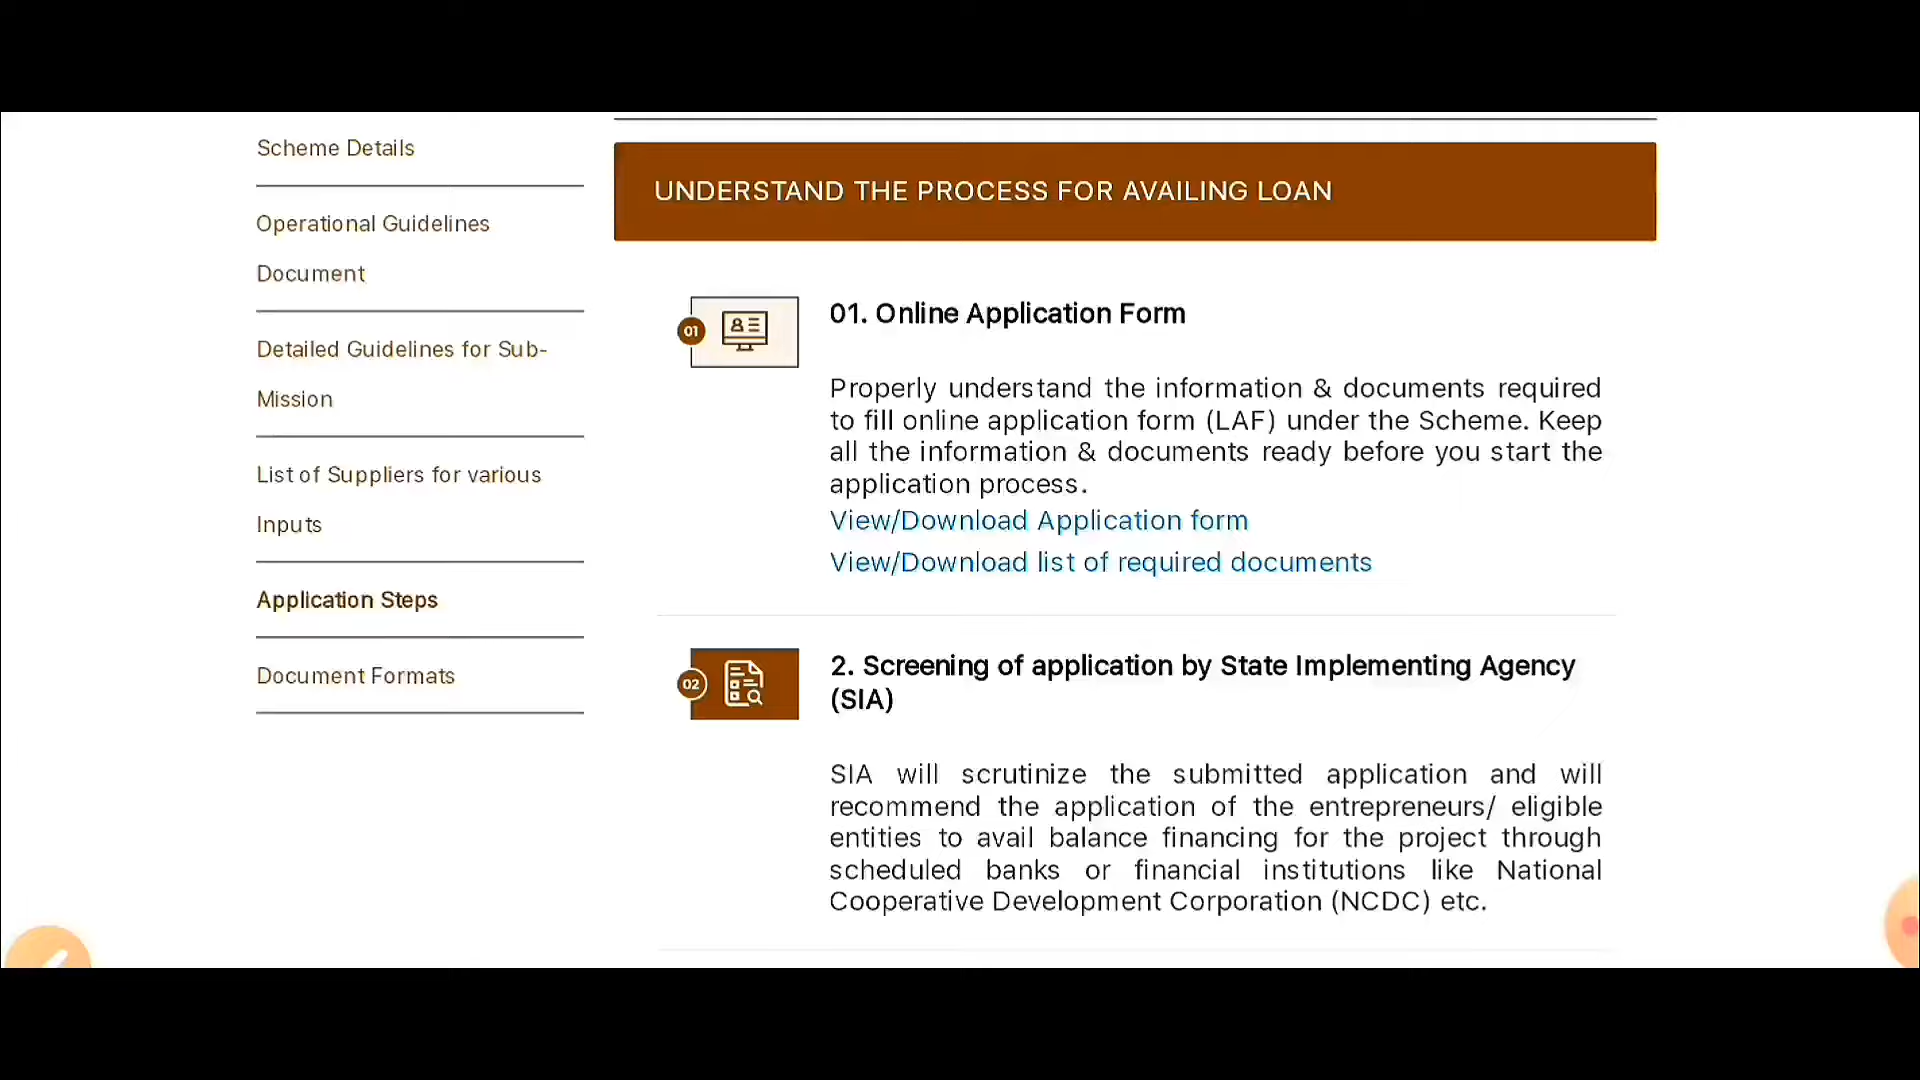 Scheme Details
Operational Guidelines
Document
Detailed Guidelines for Sub-
Mission
List of Suppliers for various
Inputs
Application Steps
Document Formats
UNDERSTAND THE PROCESS FOR AVAILING LOAN
01
01. Online Application Form
Properly understand the information & documents required
to fill online application form (LAF) under the Scheme. Keep
all the information & documents ready before you start the
application process.
View/Download Application form
View/Download list of required documents
02
2. Screening of application by State Implementing Agency
(SIA)
SIA will scrutinize the submitted application and will
recommend the application of the entrepreneurs/ eligible
entities to avail balance financing for the project through
scheduled banks or financial institutions like National
Cooperative Development Corporation (NCDC) etc.